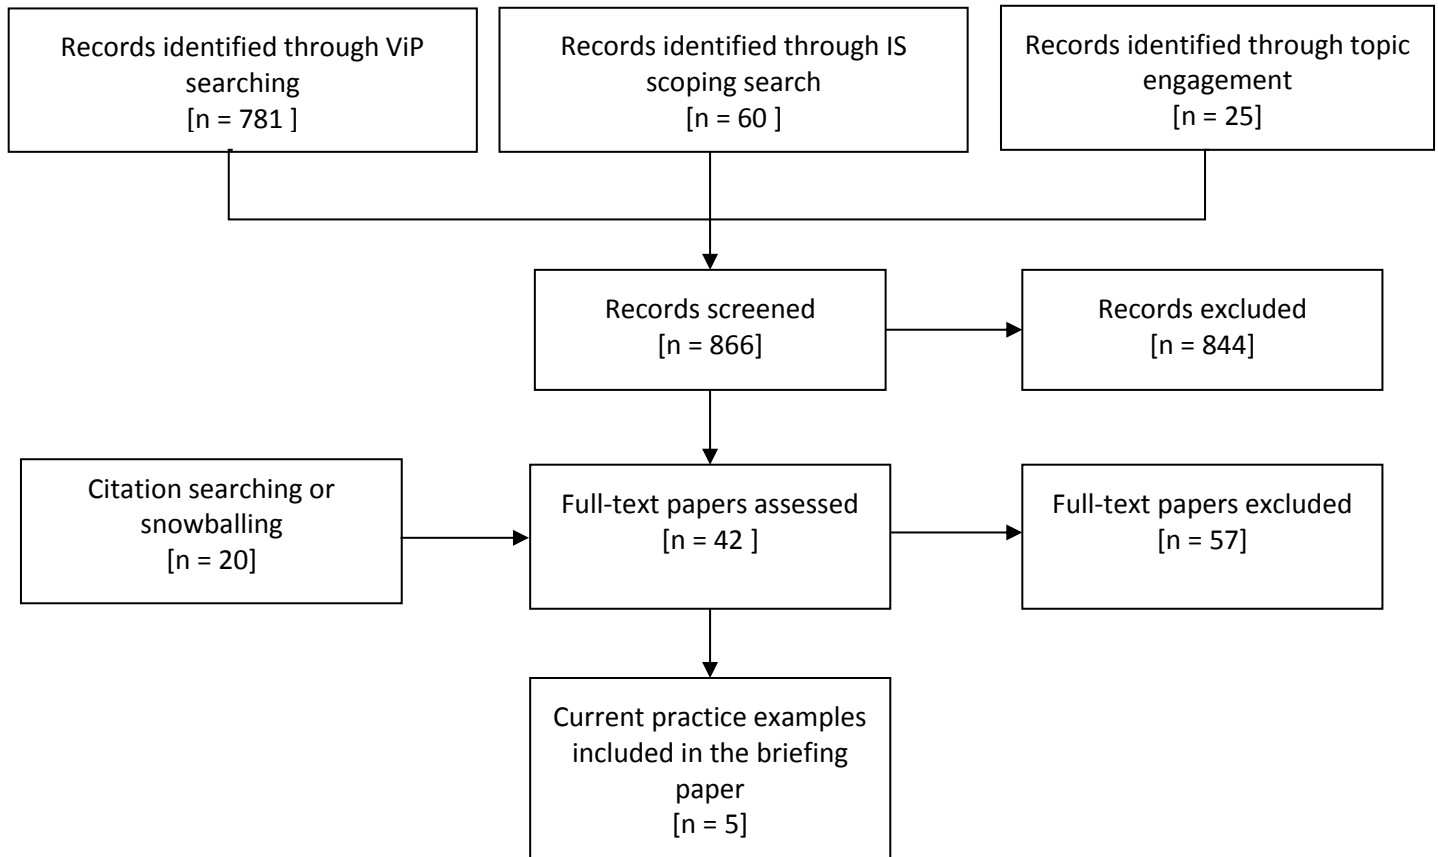 Records identified through ViP
searching
[n = 781 ]
Records identified through IS
scoping search
[n = 60 ]
Records identified through topic
engagement
[n = 25]
Records screened
[n = 866]
Records excluded
[n = 844]
Citation searching or
snowballing
[n = 20]
Full-text papers assessed
[n = 42 ]
Full-text papers excluded
[n = 57]
Current practice examples
included in the briefing
paper
[n = 5]